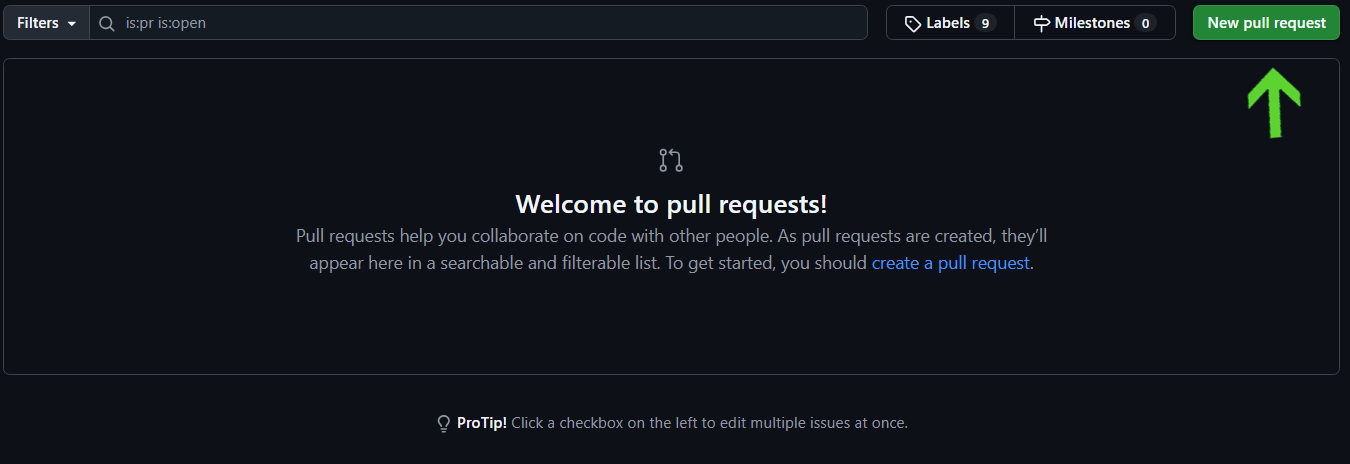 Filters is:pr is:open Labels 9 Milestones 0 New pull request
Welcome to pull requests!
Pull requests help you collaborate on code with other people. As pull requests are created, they’ll
appear here in a searchable and filterable list. To get started, you should create a pull request.
ProTip! Click a checkbox on the left to edit multiple issues at once.